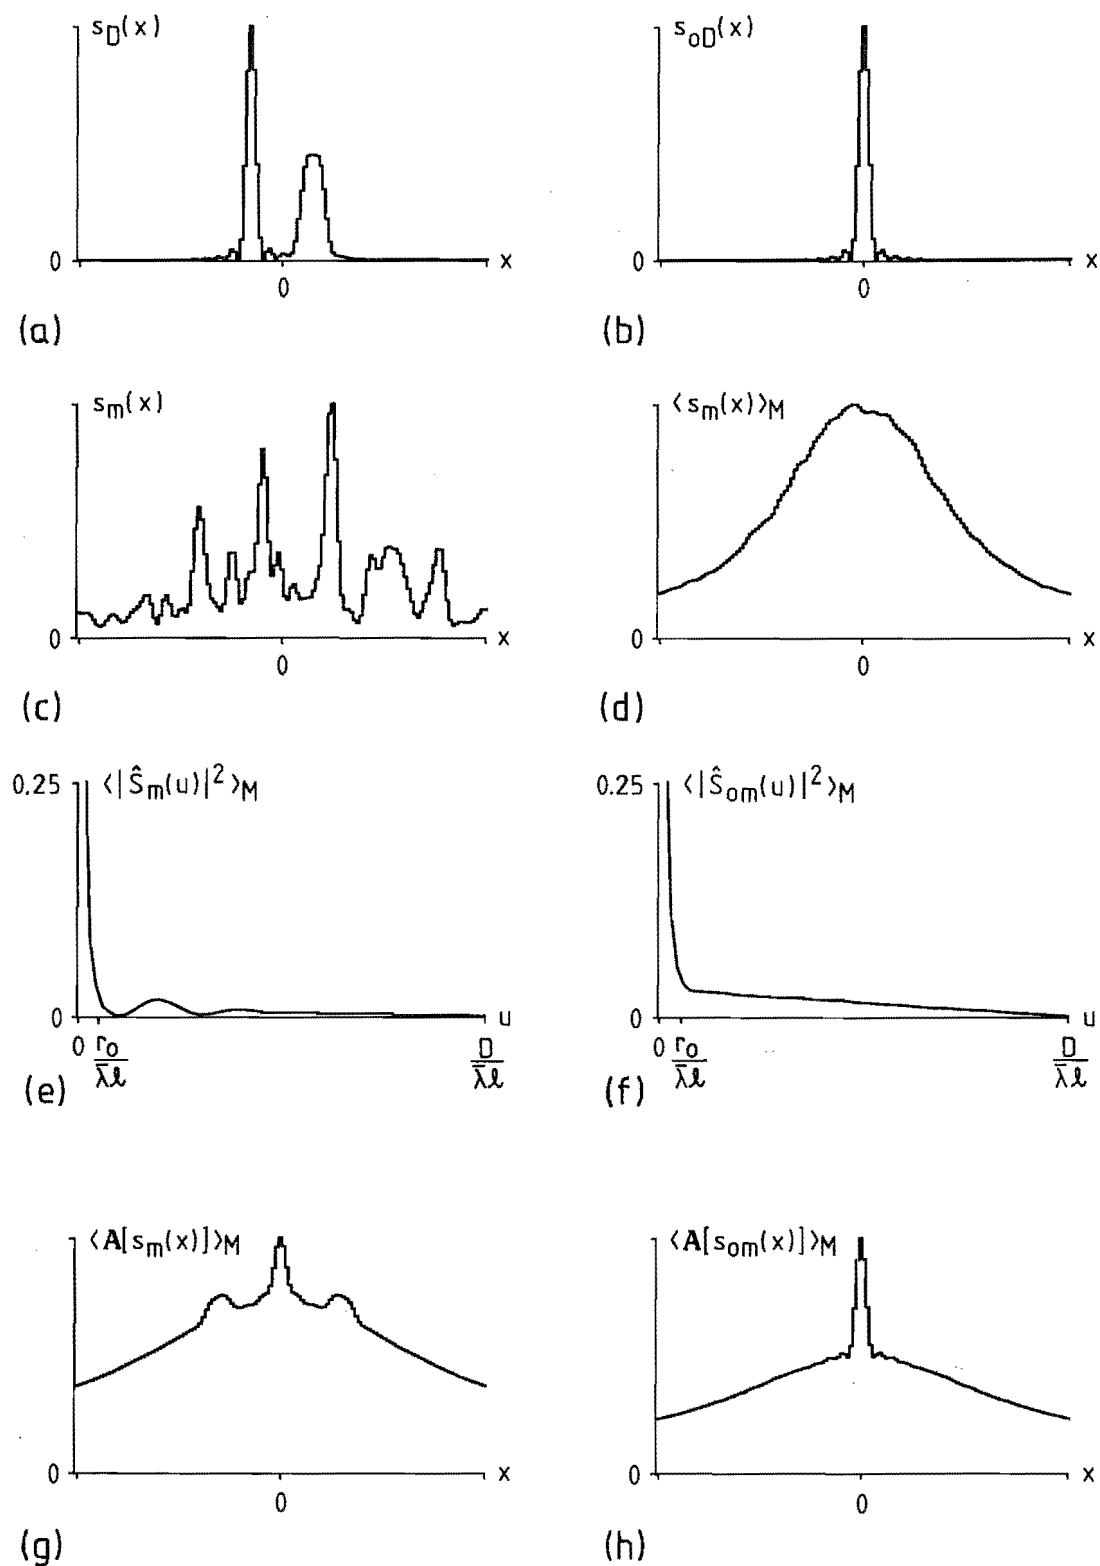 s_D(x)
0
x
0
(a)
s_oD(x)
0
x
0
(b)
s_m(x)
0
x
0
(c)
⟨s_m(x)⟩_M
0
x
0
(d)
0.25
⟨|Ŝ_m(u)|²⟩_M
0
u
0 r_o/λ̄ℓ D/λ̄ℓ
(e)
0.25
⟨|Ŝ_om(u)|²⟩_M
0
u
0 r_o/λ̄ℓ D/λ̄ℓ
(f)
⟨A[s_m(x)]⟩_M
0
x
0
(g)
⟨A[s_om(x)]⟩_M
0
x
0
(h)